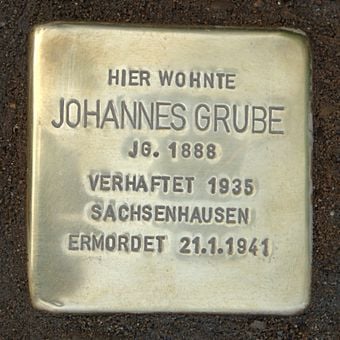 HIER WOHNTE
JOHANNES GRUBE
JG. 1888
VERHAFTET 1935
SACHSENHAUSEN
ERMORDET 21.1.1941